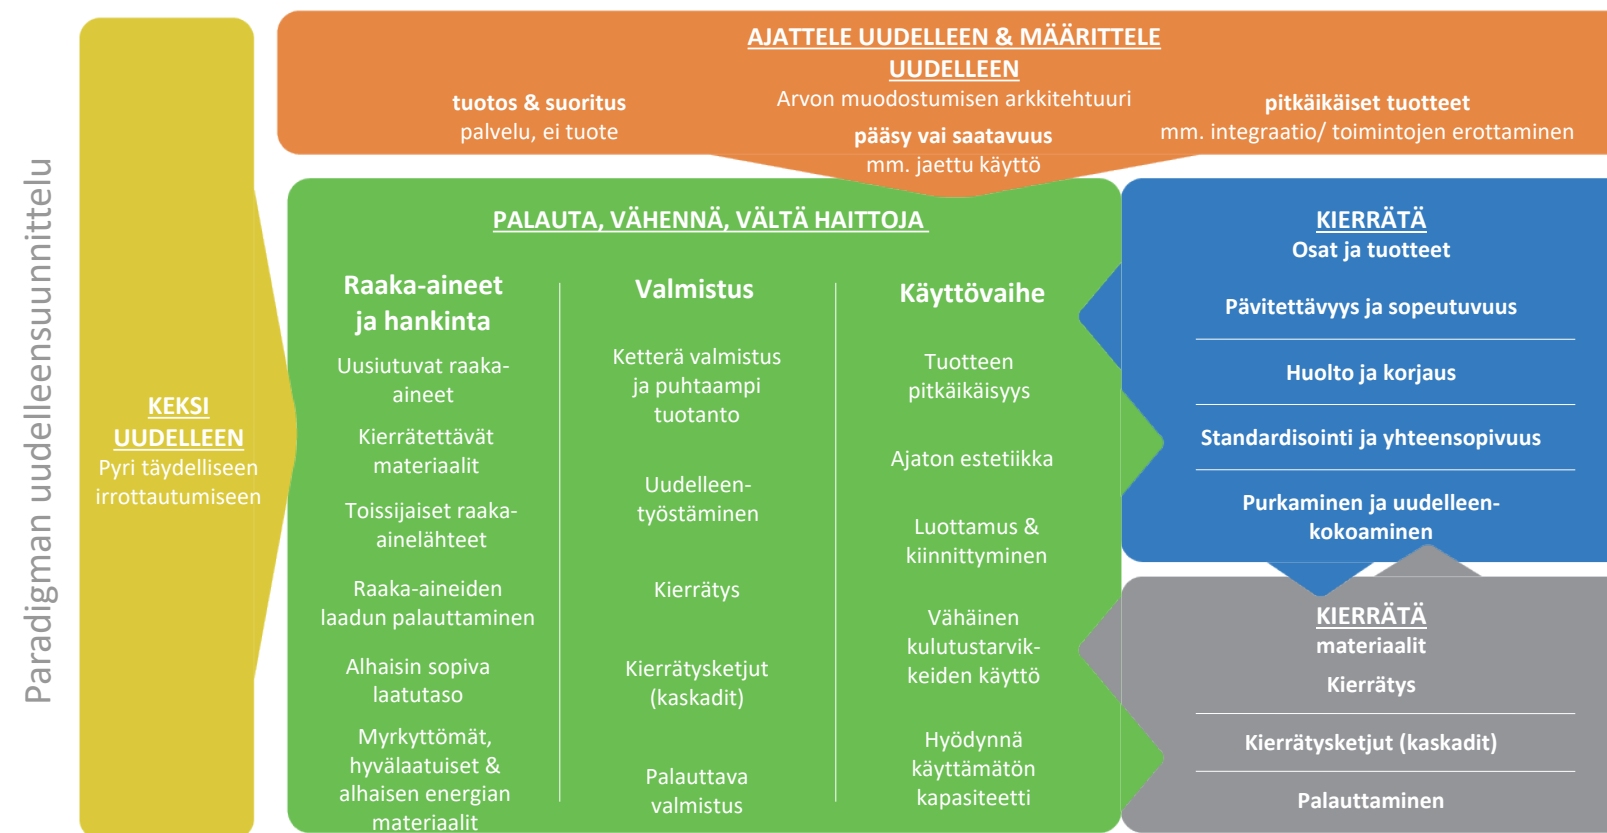 Paradigman uudelleensuunnittelu
KEKSI
UUDELLEEN
Pyri täydelliseen
irrottautumiseen
AJATTELE UUDELLEEN & MÄÄRITTELE
UUDELLEEN
Arvon muodostumisen arkkitehtuuri
tuotos & suoritus
palvelu, ei tuote
pääsy vai saatavuus
mm. jaettu käyttö
pitkäikäiset tuotteet
mm. integraatio/ toimintojen erottaminen
PALAUTA, VÄHENNÄ, VÄLTÄ HAITTOJA
Raaka-aineet
ja hankinta
Uusiutuvat raaka-
aineet
Kierrätettävät
materiaalit
Toissijaiset raaka-
ainelähteet
Raaka-aineiden
laadun palauttaminen
Alhaisin sopiva
laatutaso
Myrkyttömät,
hyvälaatuiset &
alhaisen energian
materiaalit
Valmistus
Ketterä valmistus
ja puhtaampi
tuotanto
Uudelleen-
työstäminen
Kierrätys
Kierrätysketjut
(kaskadit)
Palauttava
valmistus
Käyttövaihe
Tuotteen
pitkäikäisyys
Ajaton estetiikka
Luottamus &
kiinnittyminen
Vähäinen
kulutustarvik-
keiden käyttö
Hyödynnä
käyttämätön
kapasiteetti
KIERRÄTÄ
Osat ja tuotteet
Pävitettävyys ja sopeutuvuus
Huolto ja korjaus
Standardisointi ja yhteensopivuus
Purkaminen ja uudelleen-
kokoaminen
KIERRÄTÄ
materiaalit
Kierrätys
Kierrätysketjut (kaskadit)
Palauttaminen